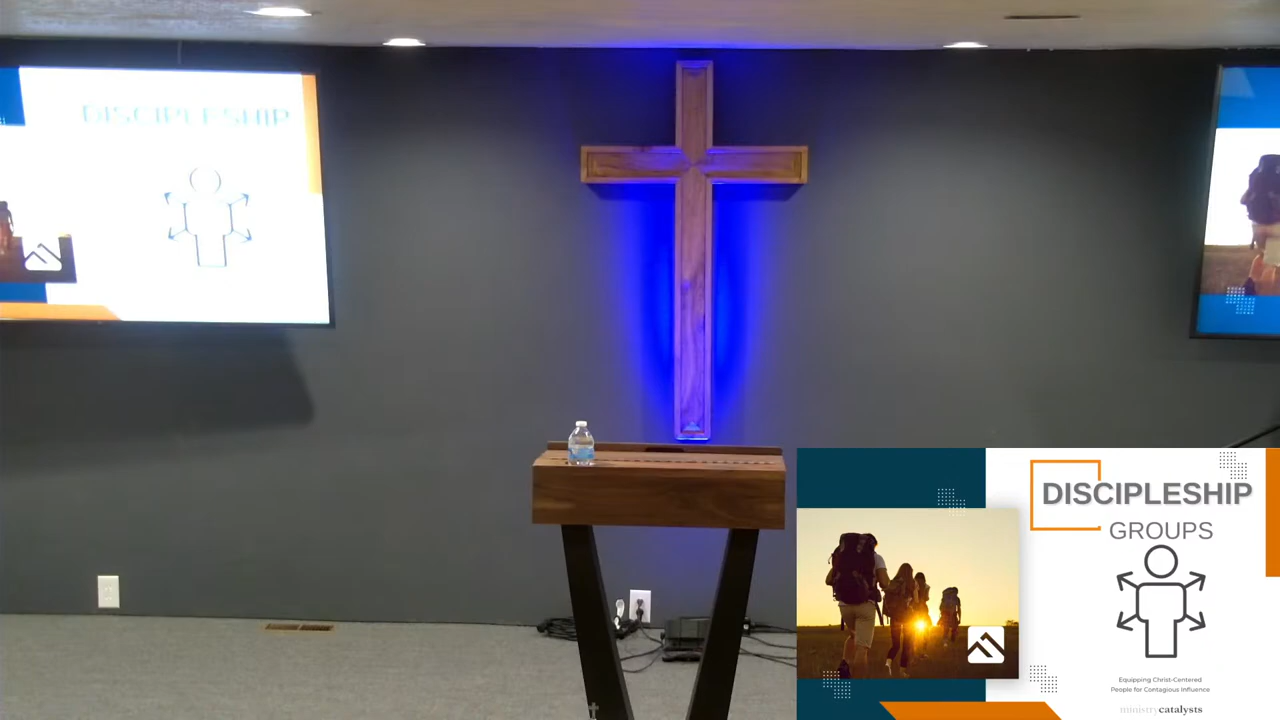 DISCIPLESHIP
DISCIPLESHIP
GROUPS
Equipping Christ-Centered
People for Contagious Influence
ministrycatalysts